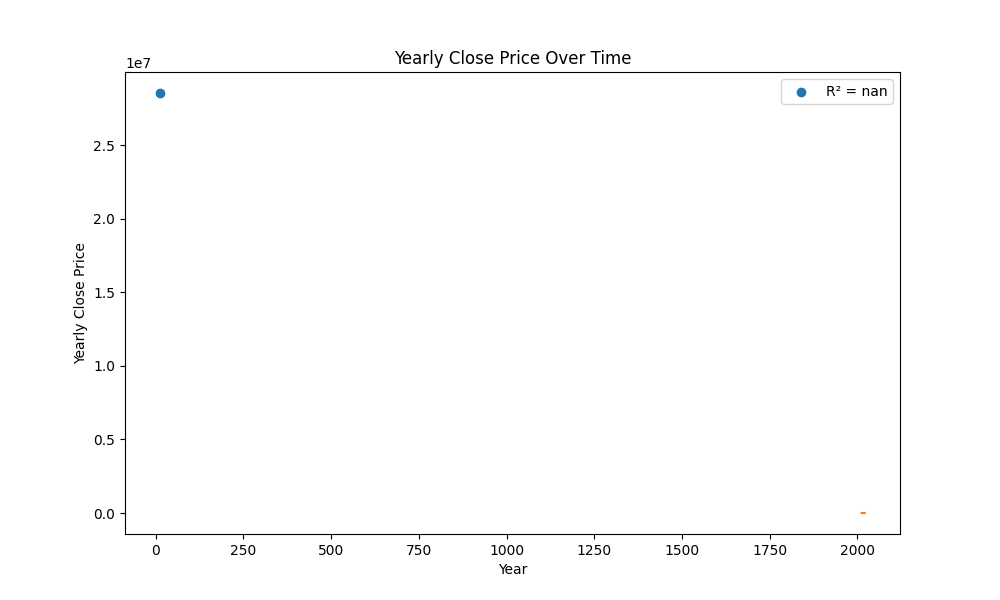 Yearly Close Price Over Time
1e7
R² = nan
2.5
2.0
1.5
1.0
0.5
0.0
Yearly Close Price
0 250 500 750 1000 1250 1500 1750 2000
Year